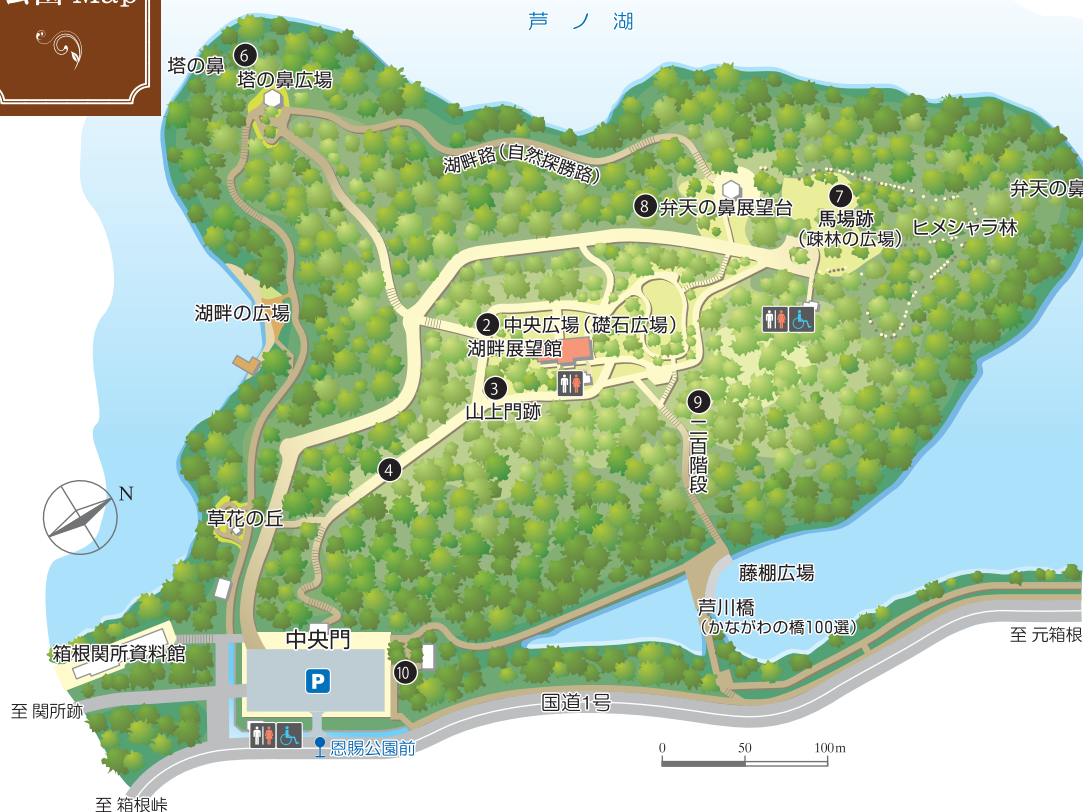 Map
芦ノ湖
塔の鼻
6
塔の鼻広場
湖畔路(自然探勝路)
弁天の鼻
8
弁天の鼻展望台
7
馬場跡
(疎林の広場)
ヒメシャラ林
湖畔の広場
2
中央広場(礎石広場)
湖畔展望館
3
山上門跡
9
二百階段
4
N
草花の丘
藤棚広場
芦川橋
(かながわの橋100選)
至 元箱根
中央門
箱根関所資料館
10
P
至 関所跡
国道1号
恩賜公園前
0 50 100m
至 箱根峠